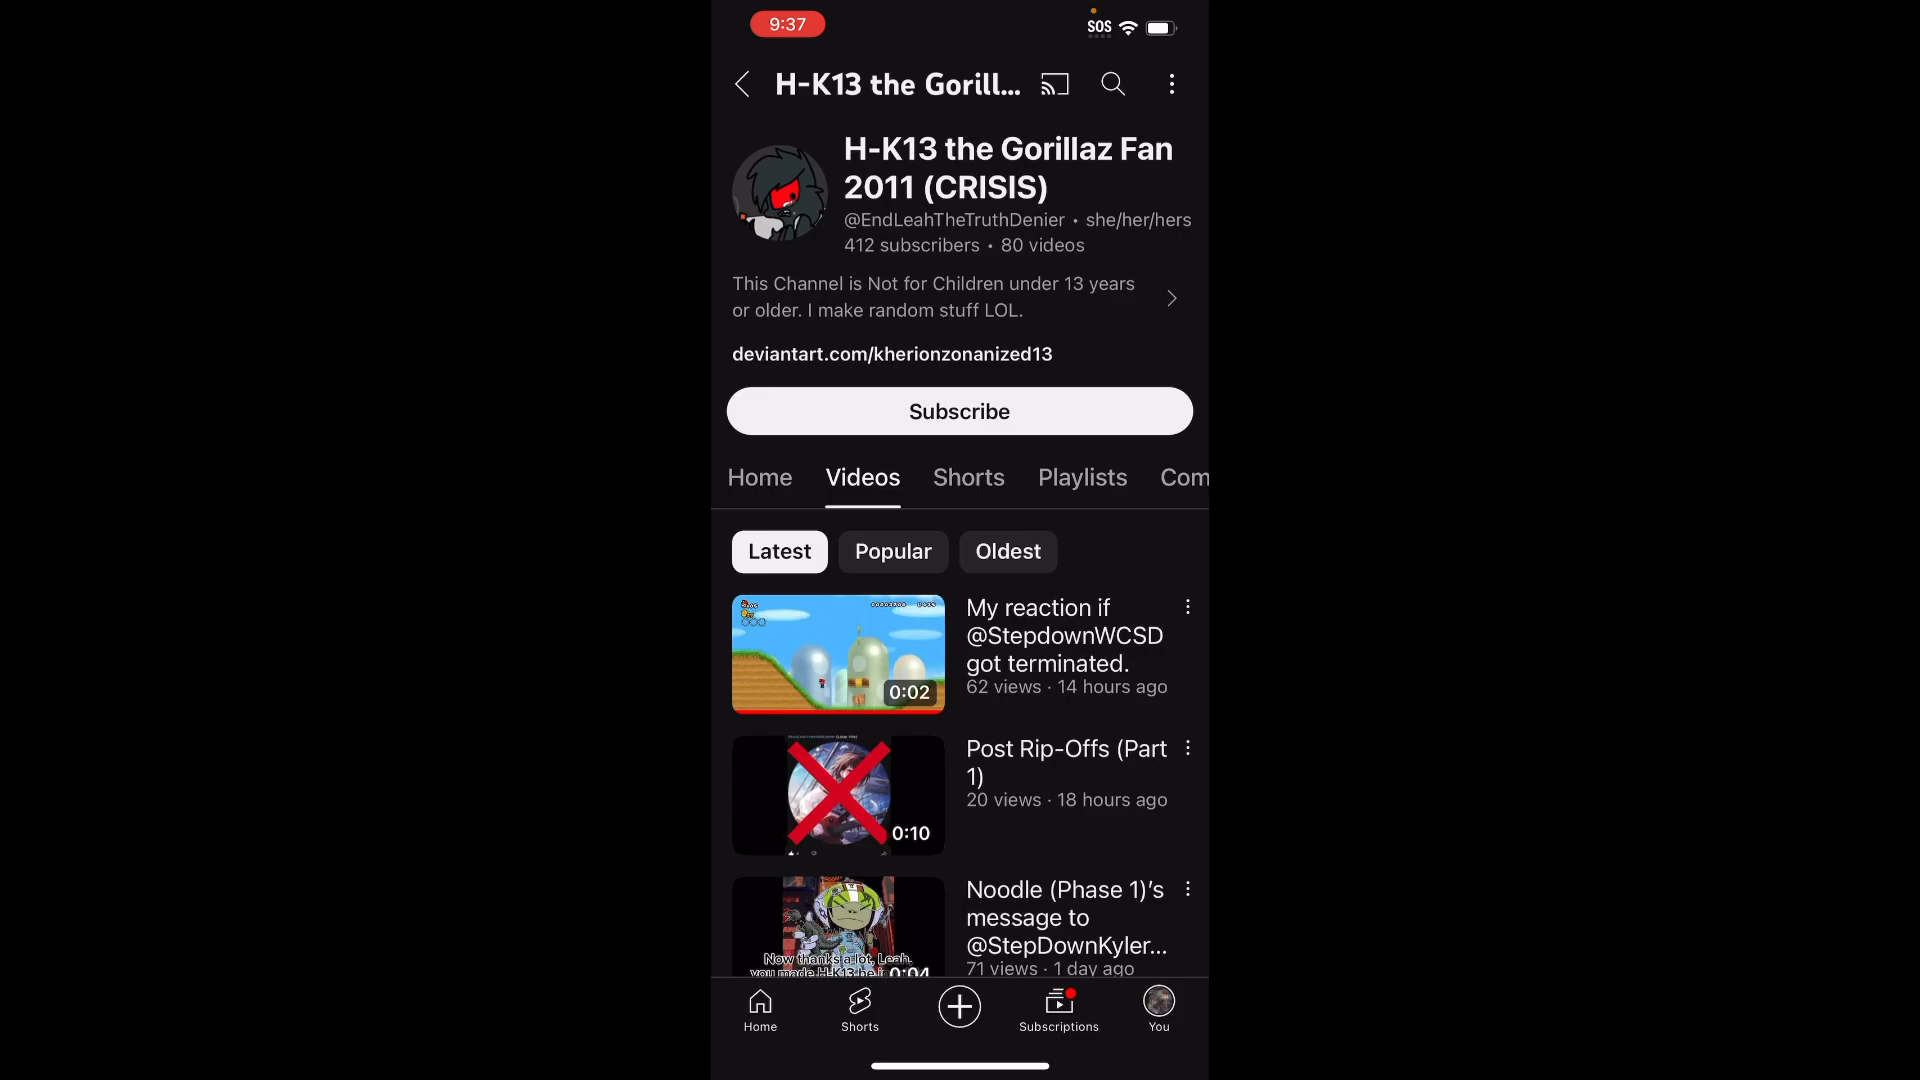 9:37
SOS
H-K13 the Gorill...
H-K13 the Gorillaz Fan
2011 (CRISIS)
@EndLeahTheTruthDenier • she/her/hers
412 subscribers • 80 videos
This Channel is Not for Children under 13 years
or older. I make random stuff LOL.
deviantart.com/kherionzonanized13
Subscribe
Home Videos Shorts Playlists Com
Latest Popular Oldest
0:02
My reaction if
@StepdownWCSD
got terminated.
62 views · 14 hours ago
0:10
Post Rip-Offs (Part
1)
20 views · 18 hours ago
Now thanks a lot, Leah,
you made H-K13 be i
0:04
Noodle (Phase 1)’s
message to
@StepDownKyler...
71 views · 1 day ago
Home Shorts Subscriptions You